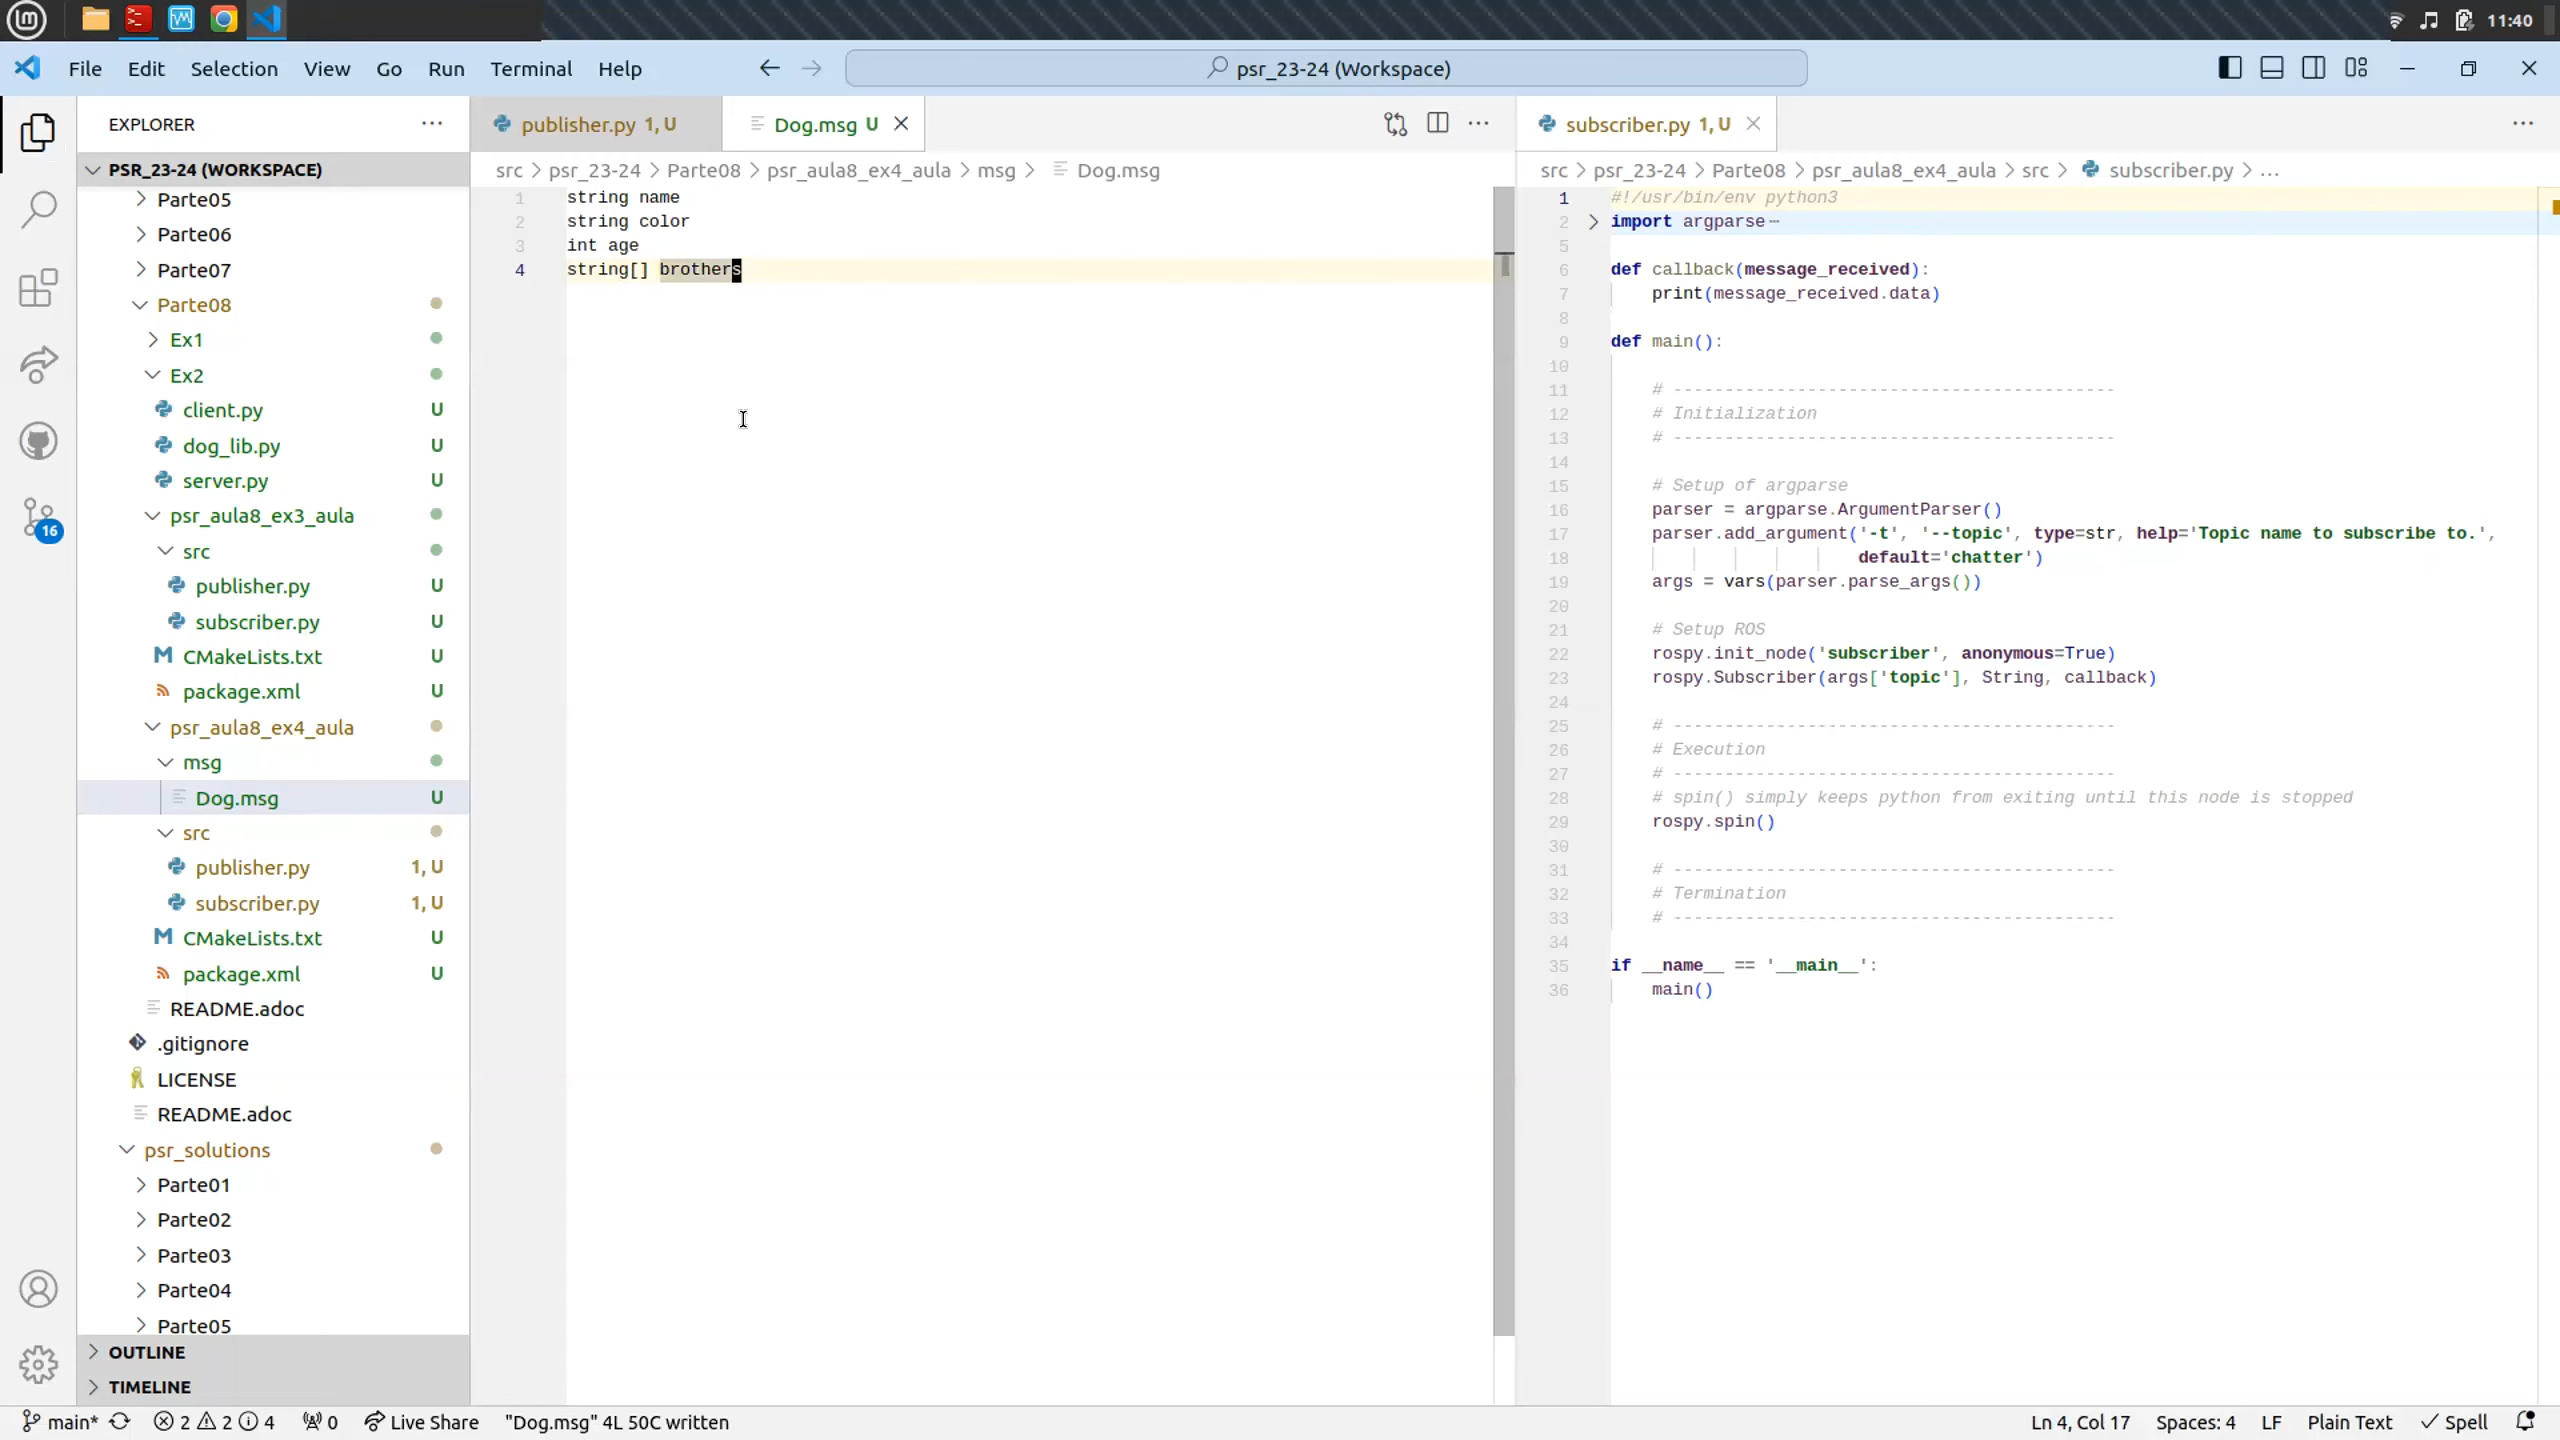 11:40
File Edit Selection View Go Run Terminal Help
psr_23-24 (Workspace)
EXPLORER
PSR_23-24 (WORKSPACE)
Parte05
Parte06
Parte07
Parte08
Ex1
Ex2
client.py U
dog_lib.py U
server.py U
psr_aula8_ex3_aula
src
publisher.py U
subscriber.py U
CMakeLists.txt U
package.xml U
psr_aula8_ex4_aula
msg
Dog.msg U
src
publisher.py 1, U
subscriber.py 1, U
CMakeLists.txt U
package.xml U
README.adoc
.gitignore
LICENSE
README.adoc
psr_solutions
Parte01
Parte02
Parte03
Parte04
Parte05
OUTLINE
TIMELINE
16
publisher.py 1, U
Dog.msg U
src > psr_23-24 > Parte08 > psr_aula8_ex4_aula > msg > Dog.msg
1 string name
2 string color
3 int age
4 string[] brothers
subscriber.py 1, U
src > psr_23-24 > Parte08 > psr_aula8_ex4_aula > src > subscriber.py > ...
1 #!/usr/bin/env python3
2 import argparse ⋯
5
6 def callback(message_received):
7 print(message_received.data)
8
9 def main():
10
11 # -------------------------------------------
12 # Initialization
13 # -------------------------------------------
14
15 # Setup of argparse
16 parser = argparse.ArgumentParser()
17 parser.add_argument('-t', '--topic', type=str, help='Topic name to subscribe to.',
18 default='chatter')
19 args = vars(parser.parse_args())
20
21 # Setup ROS
22 rospy.init_node('subscriber', anonymous=True)
23 rospy.Subscriber(args['topic'], String, callback)
24
25 # -------------------------------------------
26 # Execution
27 # -------------------------------------------
28 # spin() simply keeps python from exiting until this node is stopped
29 rospy.spin()
30
31 # -------------------------------------------
32 # Termination
33 # -------------------------------------------
34
35 if __name__ == '__main__':
36 main()
main* 2 2 4 0 Live Share "Dog.msg" 4L 50C written Ln 4, Col 17 Spaces: 4 LF Plain Text Spell